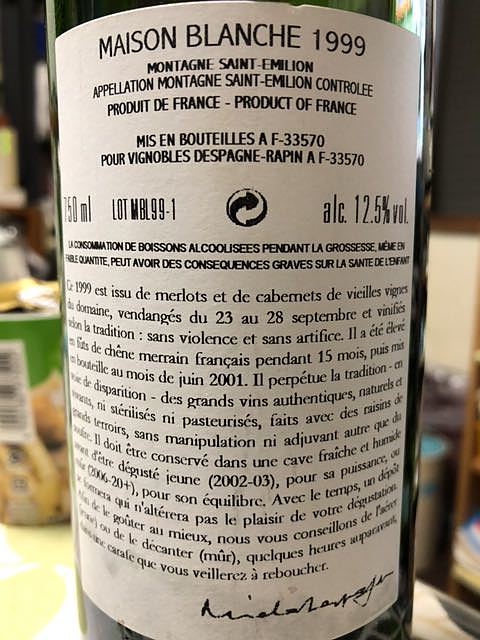 MAISON BLANCHE 1999
MONTAGNE SAINT-EMILION
APPELLATION MONTAGNE SAINT-EMILION CONTROLEE
PRODUIT DE FRANCE - PRODUCT OF FRANCE
MIS EN BOUTEILLES A F-33570
POUR VIGNOBLES DESPAGNE-RAPIN A F-33570
750 ml LOT MBL99-1 alc. 12.5% vol.
LA CONSOMMATION DE BOISSONS ALCOOLISEES PENDANT LA GROSSESSE, MÊME EN
FAIBLE QUANTITE, PEUT AVOIR DES CONSEQUENCES GRAVES SUR LA SANTE DE L'ENFANT
Ce 1999 est issu de merlots et de cabernets de vieilles vignes
du domaine, vendangés du 23 au 28 septembre et vinifiés
selon la tradition : sans violence et sans artifice. Il a été élevé
en fûts de chêne merrain français pendant 15 mois, puis mis
en bouteille au mois de juin 2001. Il perpétue la tradition - en
voie de disparition - des grands vins authentiques, naturels et
vivants, ni stérilisés ni pasteurisés, faits avec des raisins de
grands terroirs, sans manipulation ni adjuvant autre que du
soufre. Il doit être conservé dans une cave fraîche et humide
avant d'être dégusté jeune (2002-03), pour sa puissance, ou
mûr (2006-20+), pour son équilibre. Avec le temps, un dépôt
se formera qui n'altérera pas le plaisir de votre dégustation.
Afin de le goûter au mieux, nous vous conseillons de l'aérer
(jeune) ou de le décanter (mûr), quelques heures auparavant,
dans une carafe que vous veillerez à reboucher.